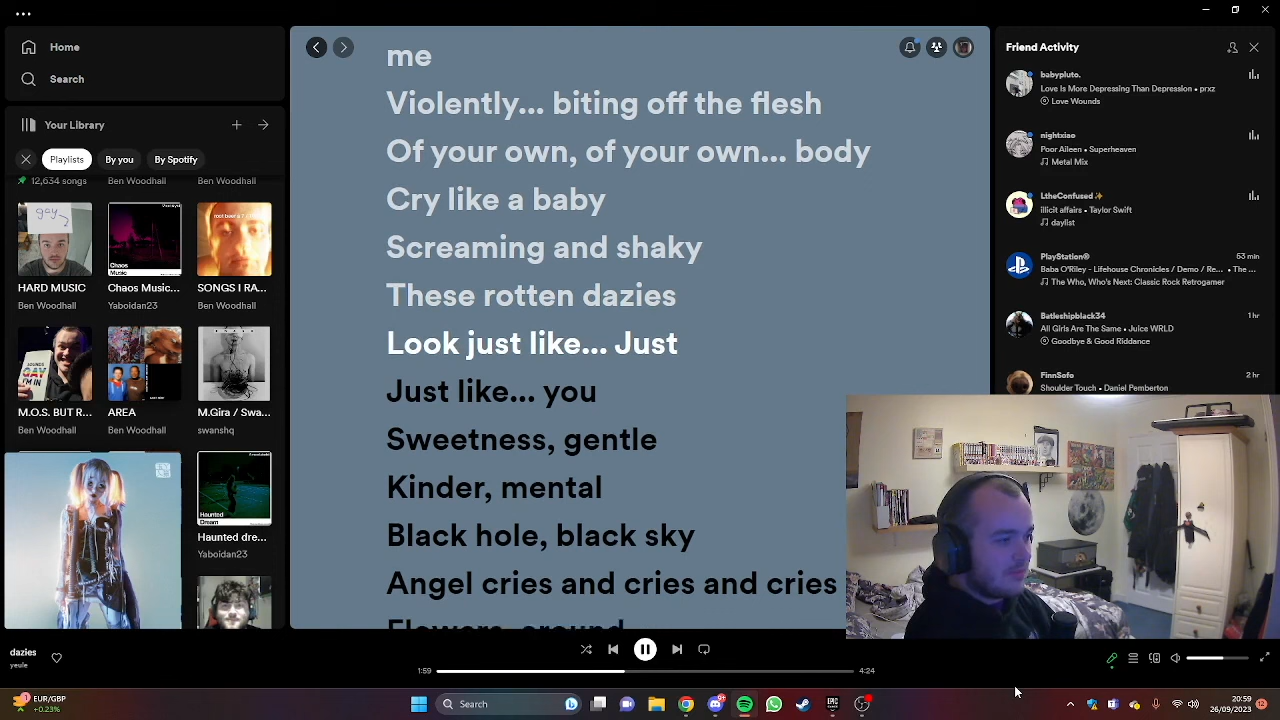 Home
Search
Your Library
Playlists
By you
By Spotify
12,634 songs
Ben Woodhall
Ben Woodhall
gay
HARD MUSIC
Ben Woodhall
Chaos
Music
Chaos Music...
Yaboidan23
SONGS I RA...
Ben Woodhall
M.O.S. BUT R...
Ben Woodhall
AREA
Ben Woodhall
M.Gira / Swa...
swanshq
Haunted
Dream
Haunted dre...
Yaboidan23
me
Violently... biting off the flesh
Of your own, of your own... body
Cry like a baby
Screaming and shaky
These rotten dazies
Look just like... Just
Just like... you
Sweetness, gentle
Kinder, mental
Black hole, black sky
Angel cries and cries and cries
Flowers, around
Friend Activity
babypluto.
Love Is More Depressing Than Depression • prxz
Love Wounds
nightxiao
Poor Aileen • Superheaven
Metal Mix
LtheConfused✨
illicit affairs • Taylor Swift
daylist
PlayStation®
53 min
Baba O'Riley - Lifehouse Chronicles / Demo / Re... • The ...
The Who, Who's Next: Classic Rock Retrogamer
Batleshipblack34
1 hr
All Girls Are The Same • Juice WRLD
Goodbye & Good Riddance
FinnSofo
2 hr
Shoulder Touch • Daniel Pemberton
dazies
yeule
1:59
4:24
EUR/GBP
+0.23%
Search
20:59
26/09/2023